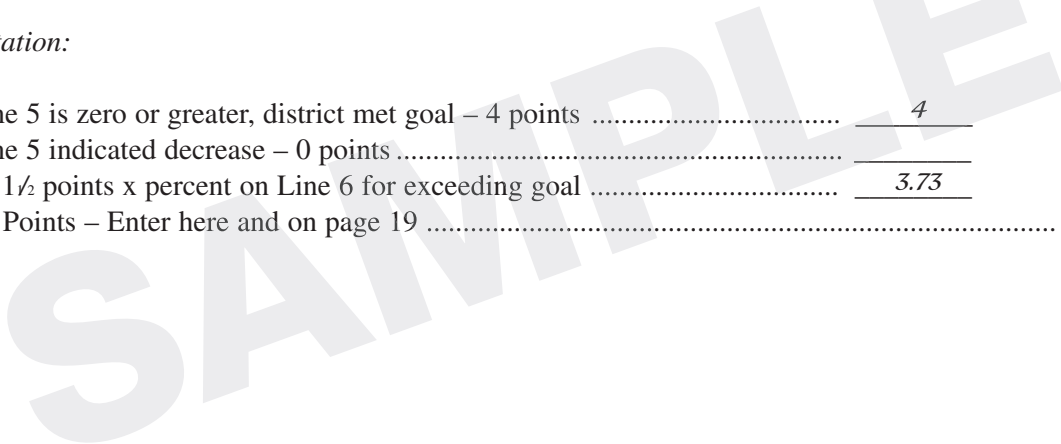 tation:
ne 5 is zero or greater, district met goal – 4 points .................................. 4
ne 5 indicated decrease – 0 points ............................................................. ________
1½ points x percent on Line 6 for exceeding goal .................................. 3.73
Points – Enter here and on page 19 ......................................................................................
SAMPLE